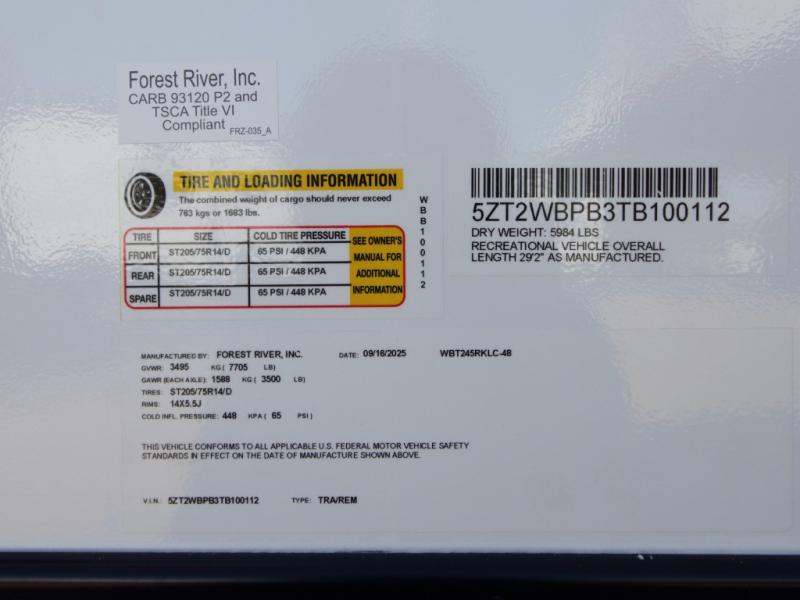 Forest River, Inc.
CARB 93120 P2 and
TSCA Title VI
Compliant FRZ-035_A
TIRE AND LOADING INFORMATION
The combined weight of cargo should never exceed
763 kgs or 1683 lbs.
TIRE SIZE COLD TIRE PRESSURE
FRONT ST205/75R14/D 65 PSI / 448 KPA
REAR ST205/75R14/D 65 PSI / 448 KPA
SPARE ST205/75R14/D 65 PSI / 448 KPA
SEE OWNER'S
MANUAL FOR
ADDITIONAL
INFORMATION
WBB100112
5ZT2WBPB3TB100112
DRY WEIGHT: 5984 LBS
RECREATIONAL VEHICLE OVERALL
LENGTH 29'2" AS MANUFACTURED.
MANUFACTURED BY: FOREST RIVER, INC. DATE: 09/16/2025 WBT245RKLC-4B
GVWR: 3495 KG ( 7705 LB)
GAWR (EACH AXLE): 1588 KG ( 3500 LB)
TIRES: ST205/75R14/D
RIMS: 14X5.5J
COLD INFL. PRESSURE: 448 KPA ( 65 PSI )
THIS VEHICLE CONFORMS TO ALL APPLICABLE U.S. FEDERAL MOTOR VEHICLE SAFETY
STANDARDS IN EFFECT ON THE DATE OF MANUFACTURE SHOWN ABOVE.
V.I.N.: 5ZT2WBPB3TB100112 TYPE: TRA/REM